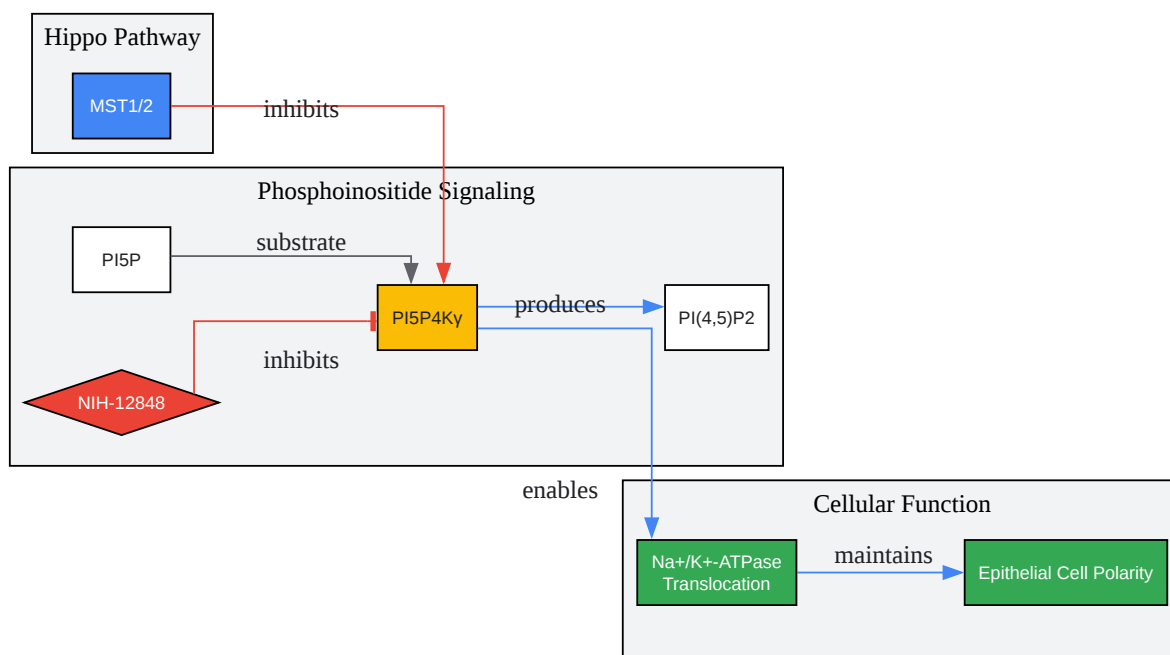 Hippo Pathway
MST1/2
inhibits
Phosphoinositide Signaling
PI5P
substrate
PI5P4Kγ
produces
PI(4,5)P2
inhibits
NIH-12848
enables
Cellular Function
Na+/K+-ATPase
Translocation
maintains
Epithelial Cell Polarity